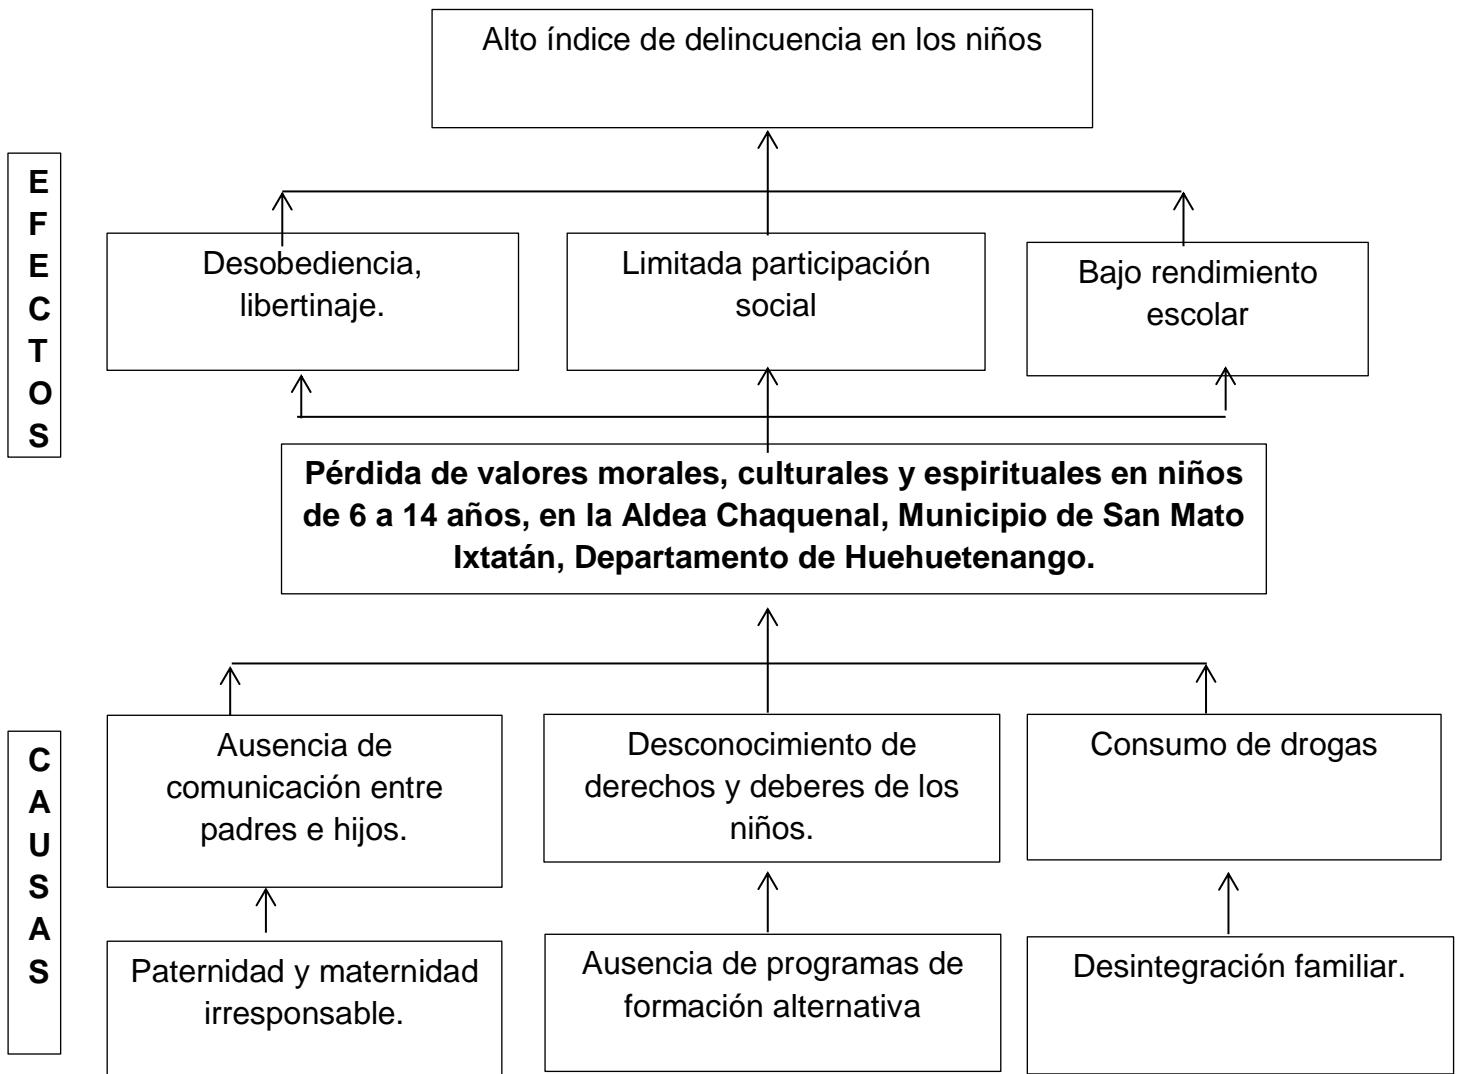 Alto índice de delincuencia en los niños
E
F
E
C
T
O
S
Desobediencia,
libertinaje.
Limitada participación
social
Bajo rendimiento
escolar
Pérdida de valores morales, culturales y espirituales en niños
de 6 a 14 años, en la Aldea Chaquenal, Municipio de San Mato
Ixtatán, Departamento de Huehuetenango.
C
A
U
S
A
S
Ausencia de
comunicación entre
padres e hijos.
Desconocimiento de
derechos y deberes de los
niños.
Consumo de drogas
Paternidad y maternidad
irresponsable.
Ausencia de programas de
formación alternativa
Desintegración familiar.